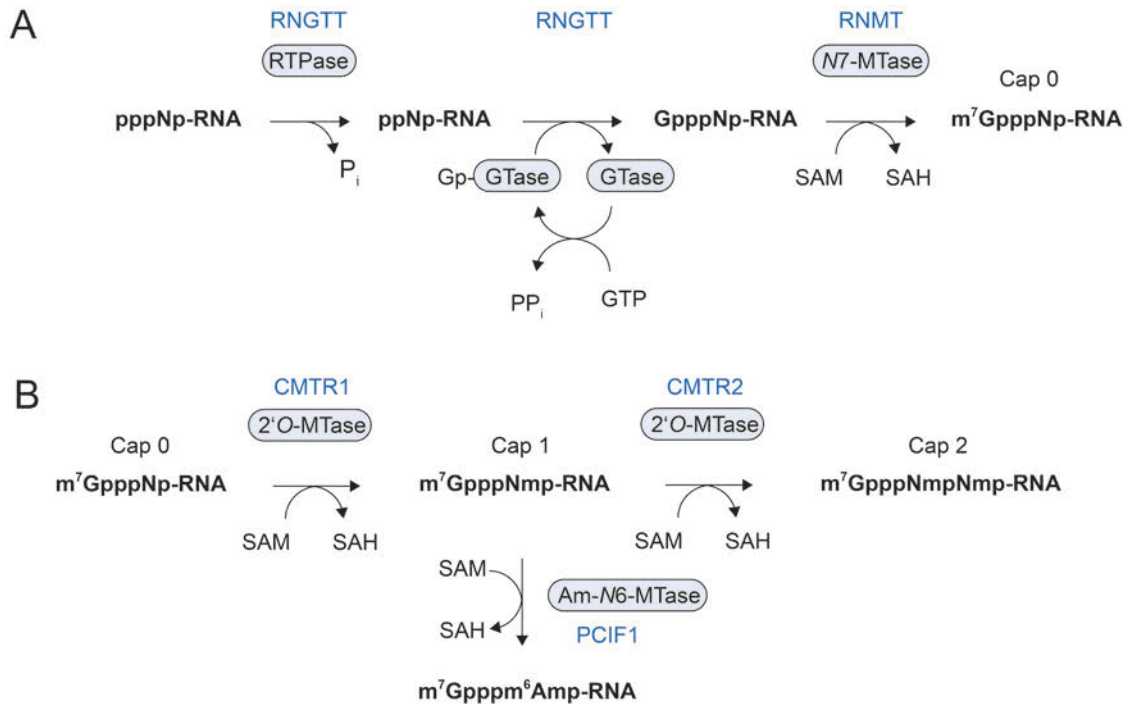 A
RNGTT RNGTT RNMT
RTPase N7-MTase
Cap 0
pppNp-RNA ppNp-RNA GpppNp-RNA m⁷GpppNp-RNA
Pᵢ Gp-GTase GTase SAM SAH
PPᵢ GTP
B
CMTR1 CMTR2
2'O-MTase 2'O-MTase
Cap 0 Cap 1 Cap 2
m⁷GpppNp-RNA m⁷GpppNmp-RNA m⁷GpppNmpNmp-RNA
SAM SAH SAM SAH
SAM
Am-N6-MTase
SAH
PCIF1
m⁷Gpppm⁶Amp-RNA